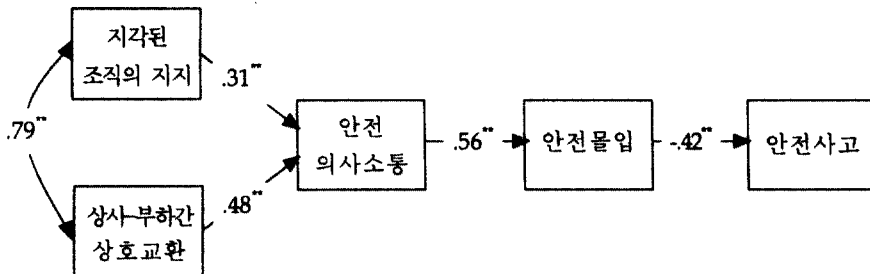 지각된
조직의 지지
.31**
.79**
안전
의사소통
.56**
안전몰입
-.42**
안전사고
.48**
상사-부하간
상호교환